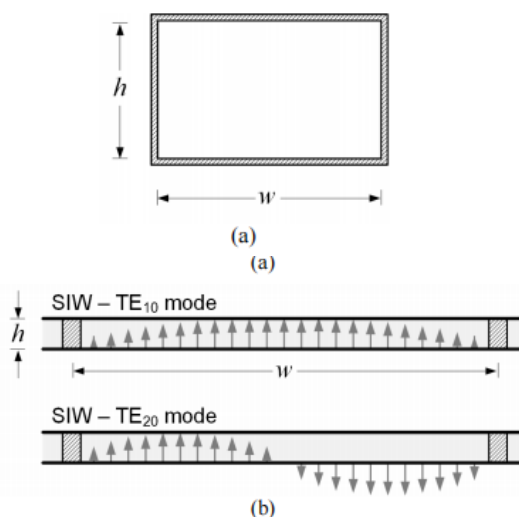 h
w
(a)
(a)
SIW – TE₁₀ mode
h
w
SIW – TE₂₀ mode
(b)